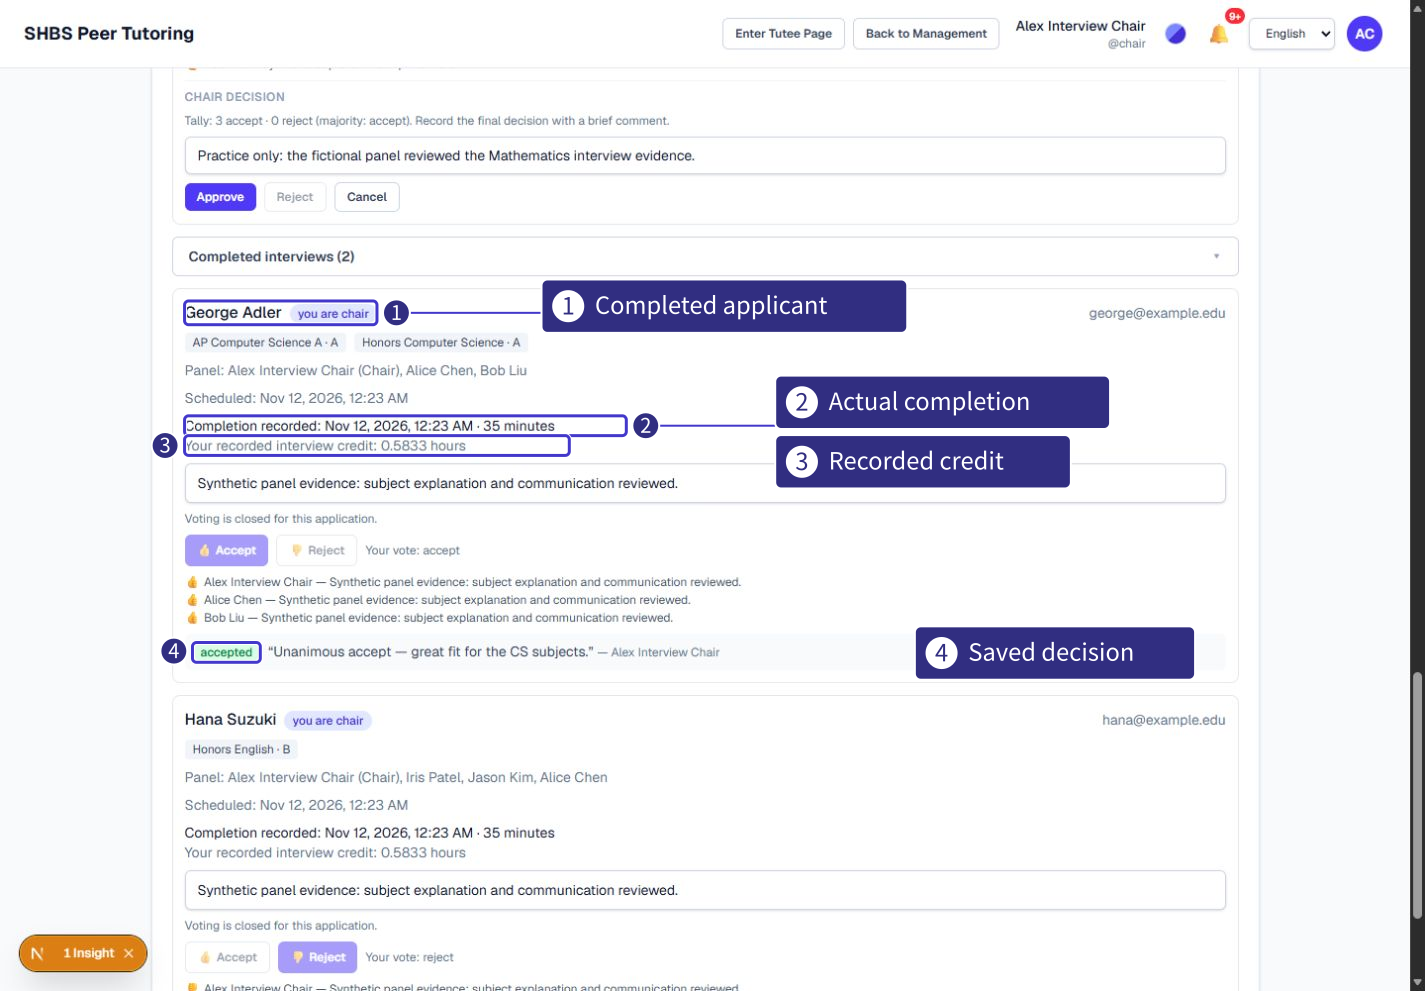 SHBS Peer Tutoring
Enter Tutee Page
Back to Management
Alex Interview Chair
@chair
9+
English
AC
CHAIR DECISION
Tally: 3 accept · 0 reject (majority: accept). Record the final decision with a brief comment.
Practice only: the fictional panel reviewed the Mathematics interview evidence.
Approve
Reject
Cancel
Completed interviews (2)
George Adler you are chair
1
1 Completed applicant
george@example.edu
AP Computer Science A · A
Honors Computer Science · A
Panel: Alex Interview Chair (Chair), Alice Chen, Bob Liu
Scheduled: Nov 12, 2026, 12:23 AM
2 Actual completion
Completion recorded: Nov 12, 2026, 12:23 AM · 35 minutes
2
3
Your recorded interview credit: 0.5833 hours
3 Recorded credit
Synthetic panel evidence: subject explanation and communication reviewed.
Voting is closed for this application.
Accept
Reject
Your vote: accept
Alex Interview Chair — Synthetic panel evidence: subject explanation and communication reviewed.
Alice Chen — Synthetic panel evidence: subject explanation and communication reviewed.
Bob Liu — Synthetic panel evidence: subject explanation and communication reviewed.
4
accepted “Unanimous accept — great fit for the CS subjects.” — Alex Interview Chair
4 Saved decision
Hana Suzuki you are chair
hana@example.edu
Honors English · B
Panel: Alex Interview Chair (Chair), Iris Patel, Jason Kim, Alice Chen
Scheduled: Nov 12, 2026, 12:23 AM
Completion recorded: Nov 12, 2026, 12:23 AM · 35 minutes
Your recorded interview credit: 0.5833 hours
Synthetic panel evidence: subject explanation and communication reviewed.
Voting is closed for this application.
Accept
Reject
Your vote: reject
N 1 Insight ×
Alex Interview Chair — Synthetic panel evidence: subject explanation and communication reviewed.